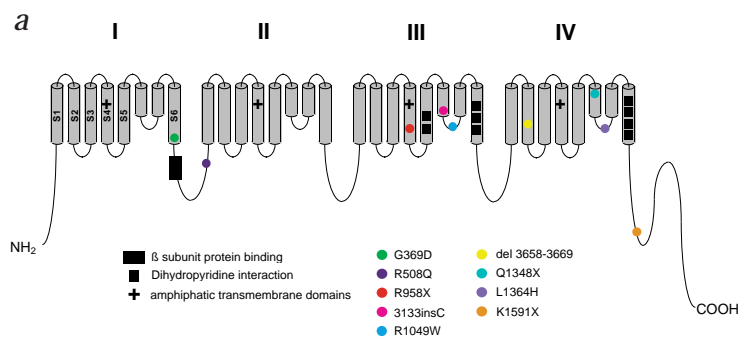 a
I II III IV
S1 S2 S3 S4 S5 S6
+ + + +
NH2
COOH
ß subunit protein binding
Dihydropyridine interaction
+ amphiphatic transmembrane domains
G369D
R508Q
R958X
3133insC
R1049W
del 3658-3669
Q1348X
L1364H
K1591X